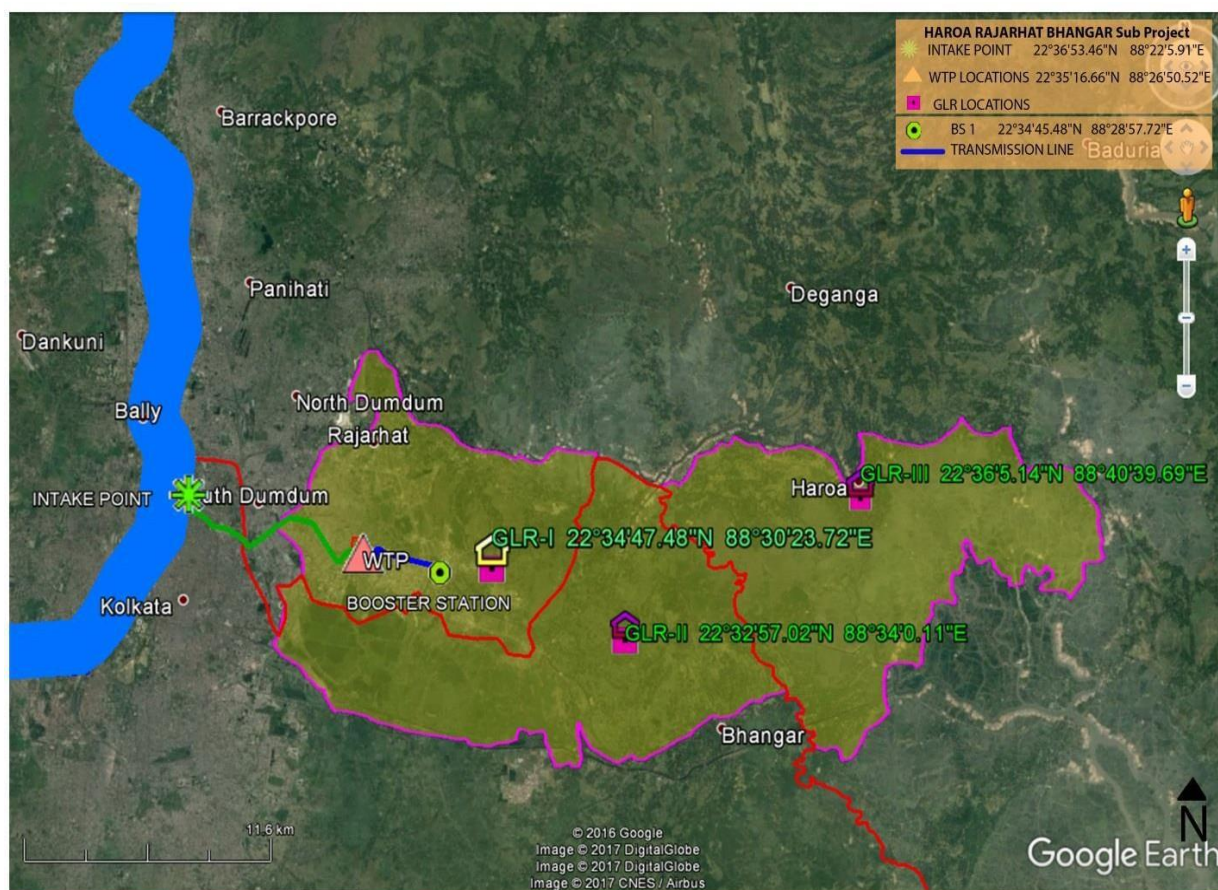 HAROA RAJARHAT BHANGAR Sub Project
INTAKE POINT 22°36'53.46"N 88°22'5.91"E
WTP LOCATIONS 22°35'16.66"N 88°26'50.52"E
GLR LOCATIONS
BS 1 22°34'45.48"N 88°28'57.72"E
TRANSMISSION LINE
Baduria
Barrackpore
Panihati
Deganga
Dankuni
North Dumdum
Bally
Rajarhat
GLR-III 22°36'5.14"N 88°40'39.69"E
Haroa
INTAKE POINT
uth Dumdum
GLR-I 22°34'47.48"N 88°30'23.72"E
WTP
Kolkata
BOOSTER STATION
GLR-II 22°32'57.02"N 88°34'0.11"E
Bhangar
11.6 km
N
© 2016 Google
Image © 2017 DigitalGlobe
Image © 2017 DigitalGlobe
Image © 2017 CNES / Airbus
Google Earth